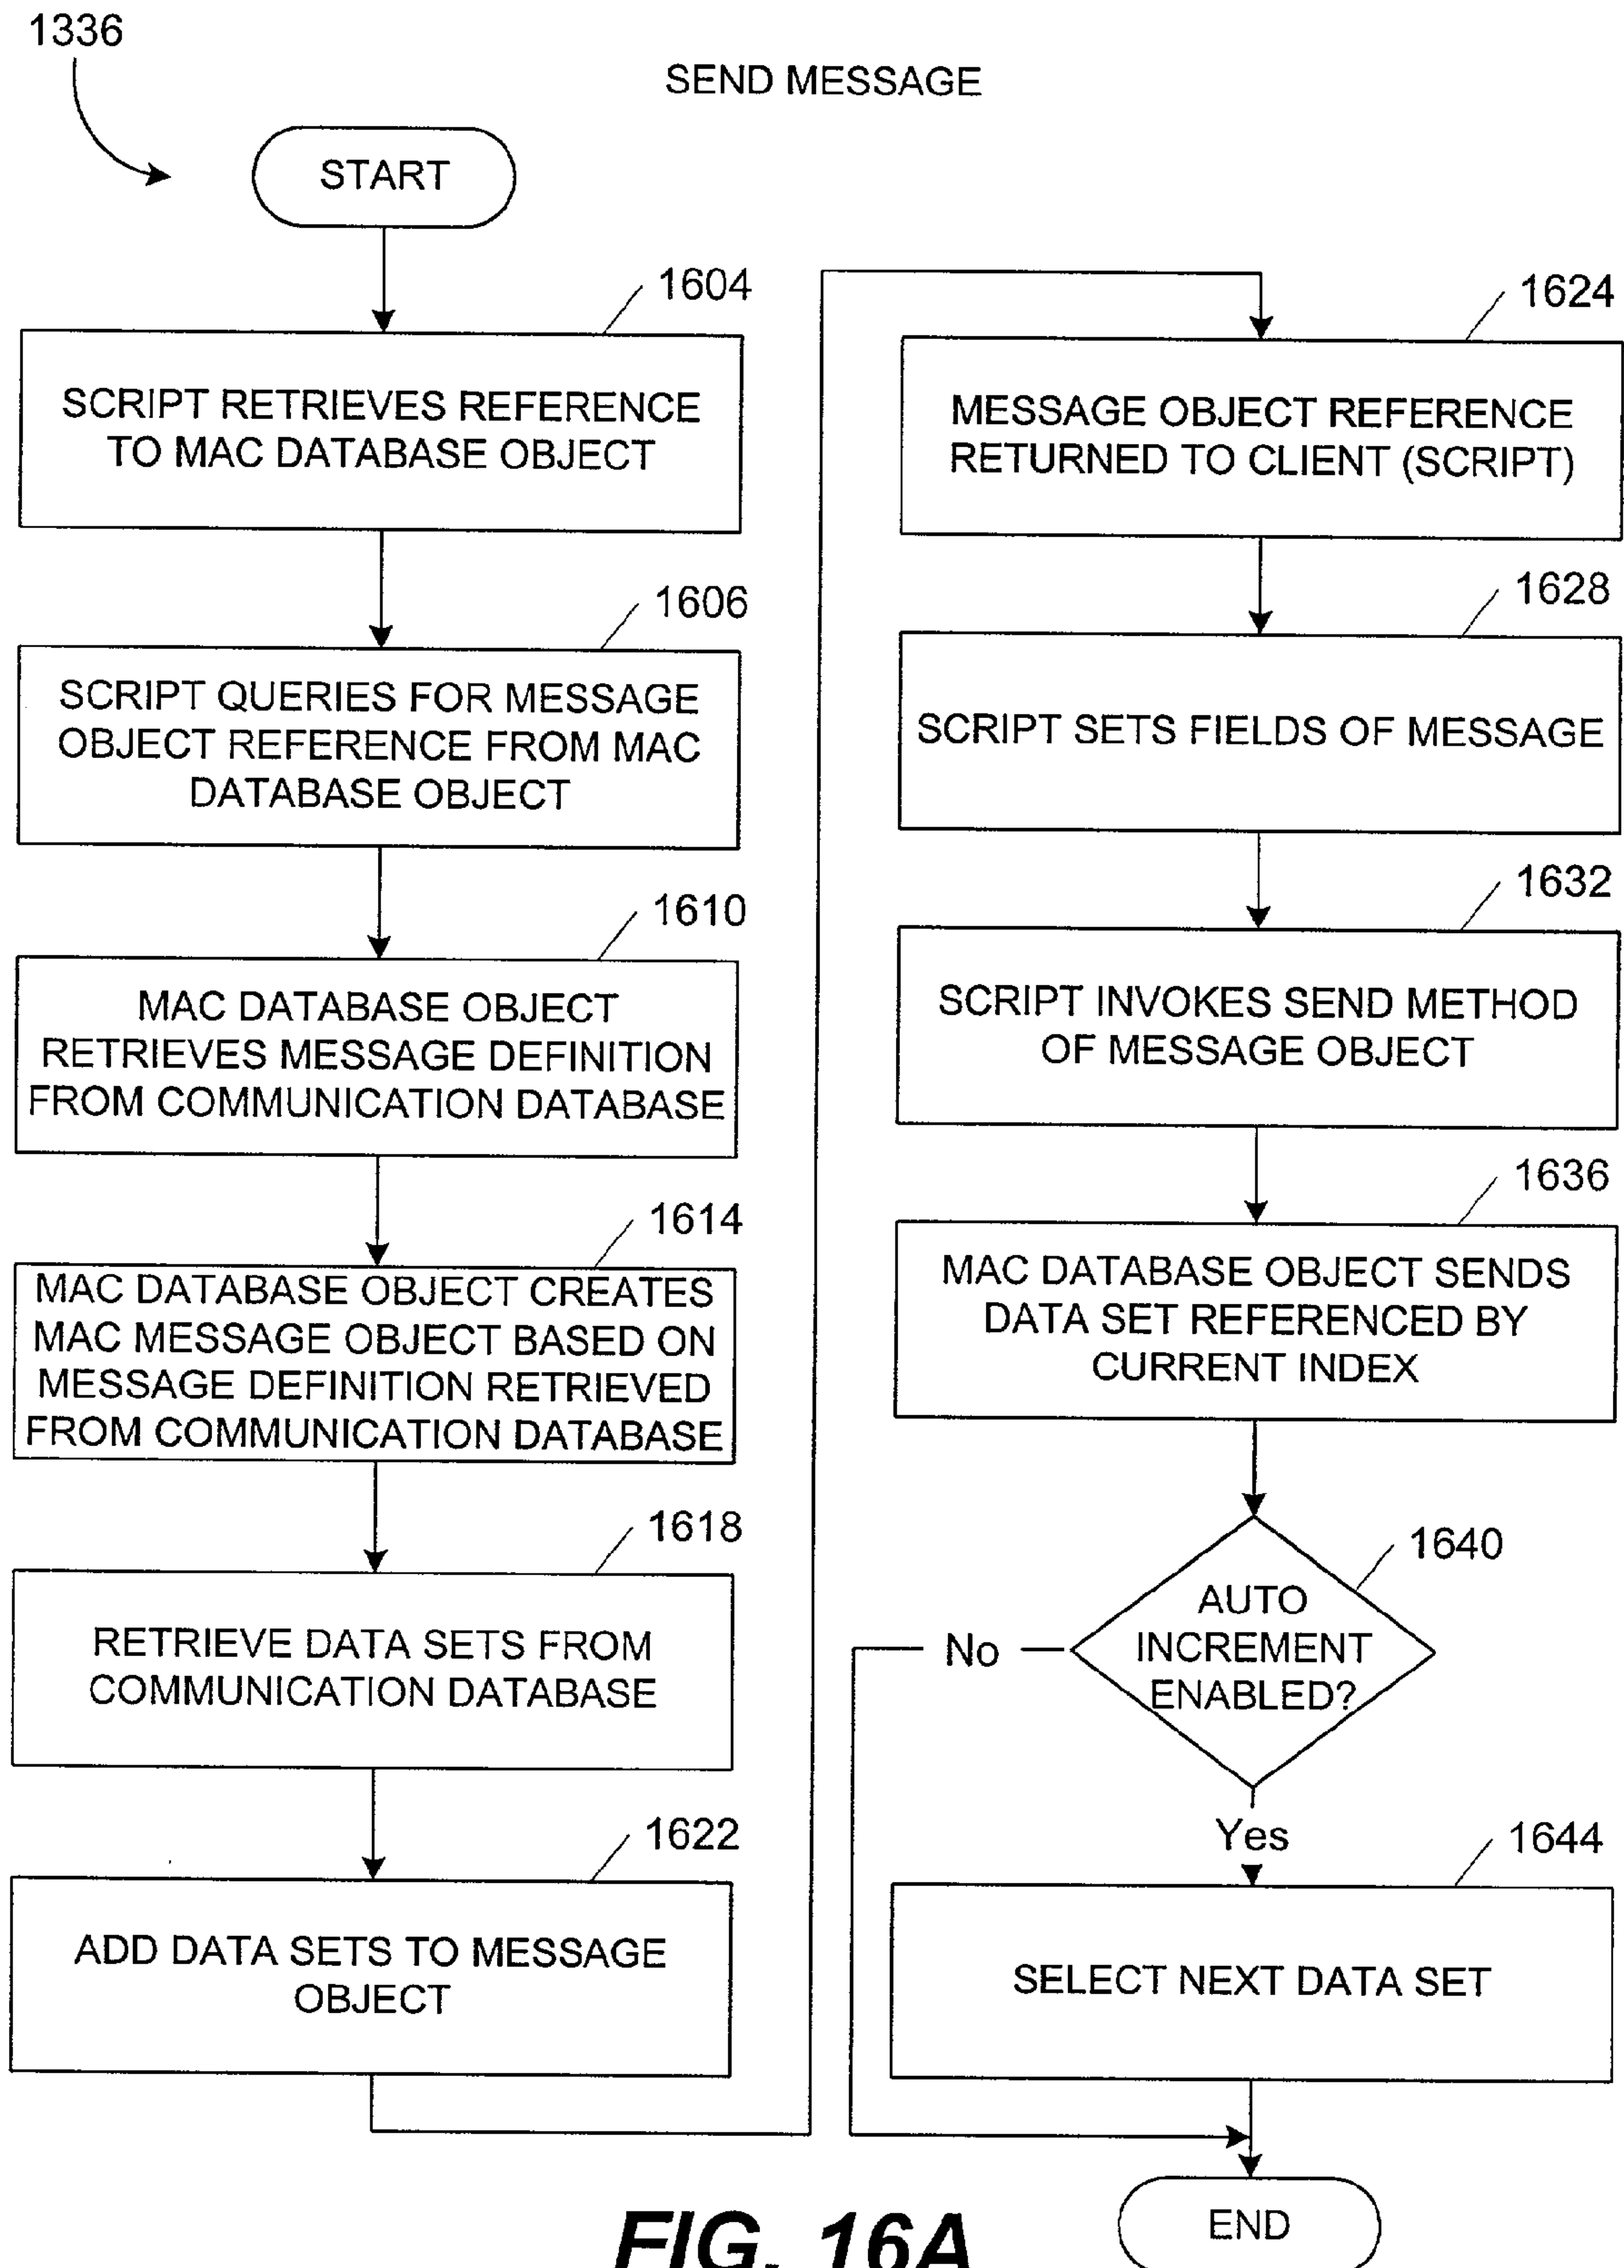 1336
SEND MESSAGE
START
1604
SCRIPT RETRIEVES REFERENCE
TO MAC DATABASE OBJECT
1606
SCRIPT QUERIES FOR MESSAGE
OBJECT REFERENCE FROM MAC
DATABASE OBJECT
1610
MAC DATABASE OBJECT
RETRIEVES MESSAGE DEFINITION
FROM COMMUNICATION DATABASE
1614
MAC DATABASE OBJECT CREATES
MAC MESSAGE OBJECT BASED ON
MESSAGE DEFINITION RETRIEVED
FROM COMMUNICATION DATABASE
1618
RETRIEVE DATA SETS FROM
COMMUNICATION DATABASE
1622
ADD DATA SETS TO MESSAGE
OBJECT
1624
MESSAGE OBJECT REFERENCE
RETURNED TO CLIENT (SCRIPT)
1628
SCRIPT SETS FIELDS OF MESSAGE
1632
SCRIPT INVOKES SEND METHOD
OF MESSAGE OBJECT
1636
MAC DATABASE OBJECT SENDS
DATA SET REFERENCED BY
CURRENT INDEX
1640
AUTO
INCREMENT
ENABLED?
No
Yes
1644
SELECT NEXT DATA SET
END
FIG. 16A